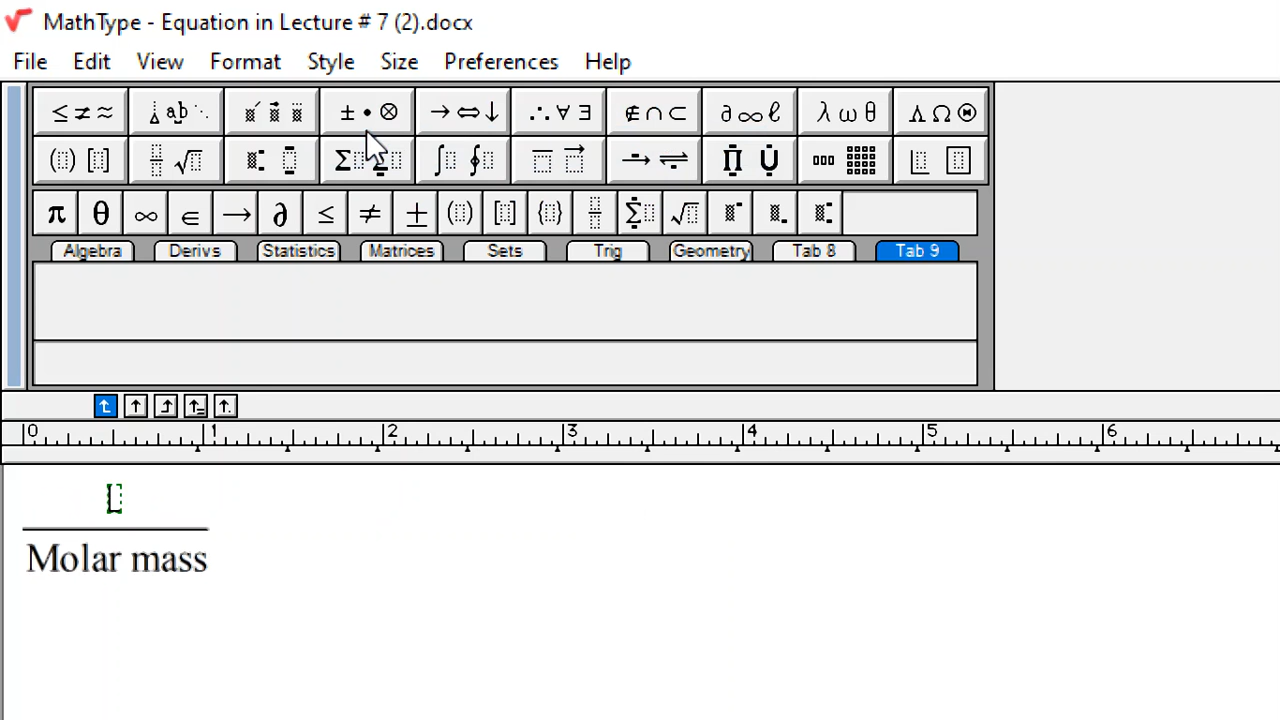 MathType - Equation in Lecture # 7 (2).docx
File Edit View Format Style Size Preferences Help
≤ ≠ ≈ ab ± • ⊗ → ⇔ ↓ ∴ ∀ ∃ ∉ ∩ ⊂ ∂ ∞ ℓ λ ω θ Λ Ω
( ) [ ] √ Σ Σ ∫ ∮ → ⇌ Π U
π θ ∞ ∈ → ∂ ≤ ≠ ± ( ) [ ] { } Σ √
Algebra Derivs Statistics Matrices Sets Trig Geometry Tab 8 Tab 9
0 1 2 3 4 5 6
Molar mass